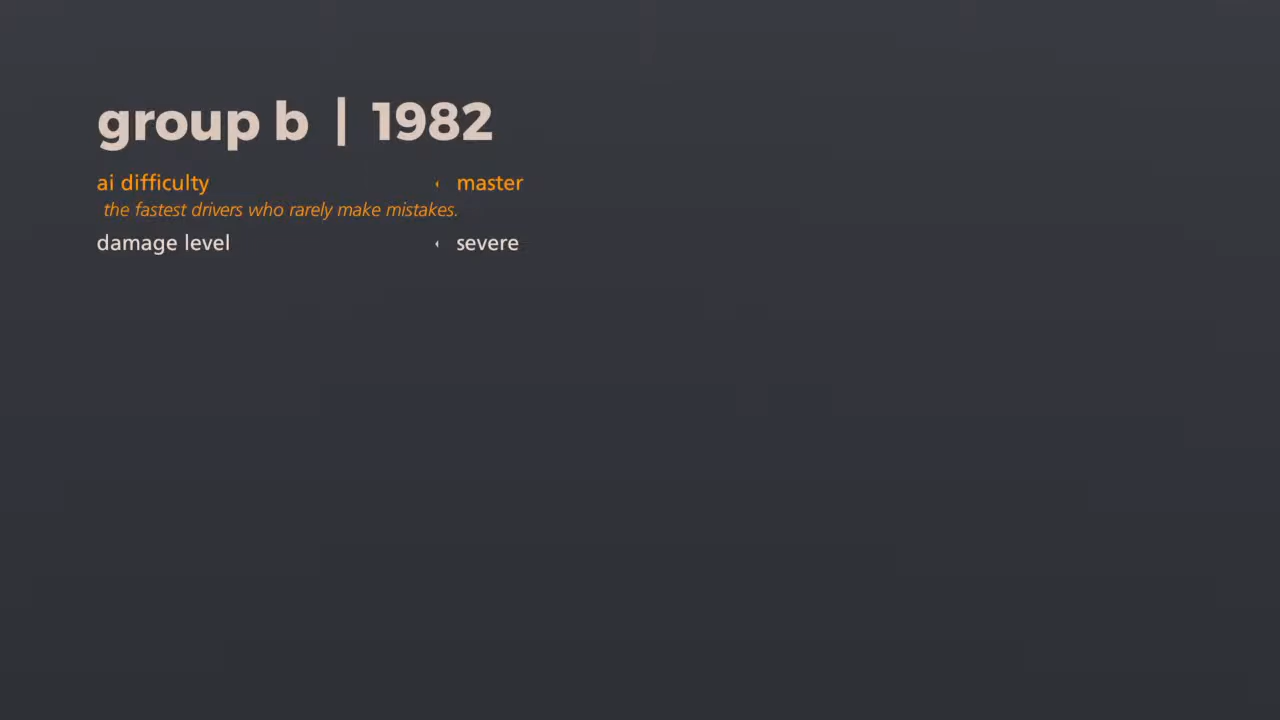 group b | 1982
ai difficulty master
the fastest drivers who rarely make mistakes.
damage level severe